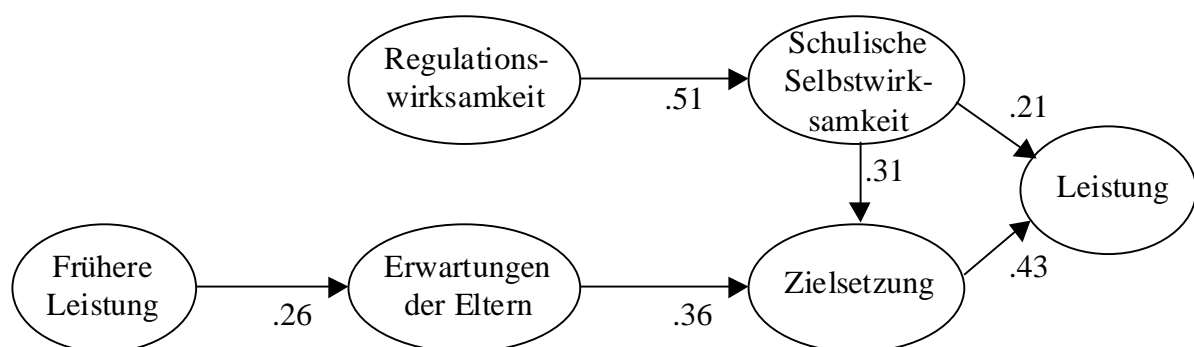 Regulations-
wirksamkeit
.51
Schulische
Selbstwirk-
samkeit
.21
.31
Leistung
Frühere
Leistung
.26
Erwartungen
der Eltern
.36
Zielsetzung
.43